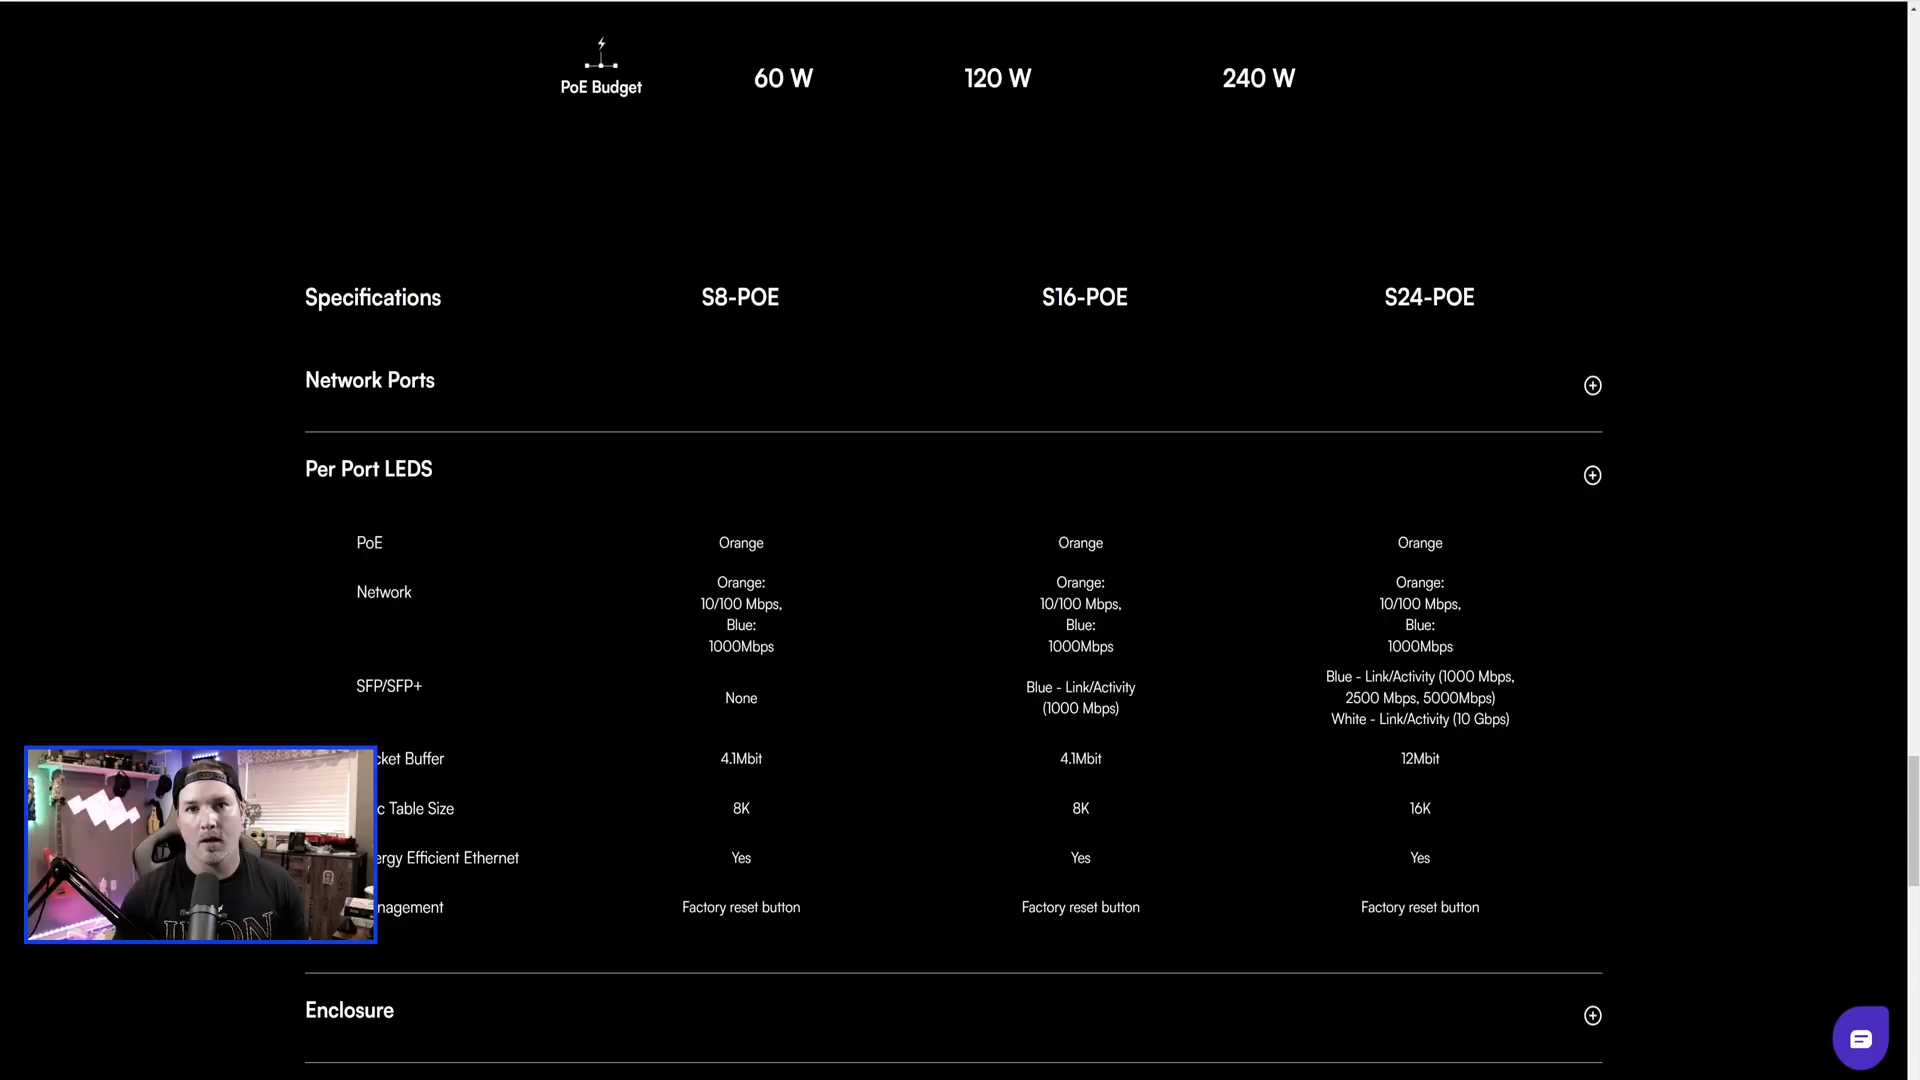 PoE Budget
60 W
120 W
240 W
Specifications
S8-POE
S16-POE
S24-POE
Network Ports
Per Port LEDS
PoE
Orange
Orange
Orange
Network
Orange:
10/100 Mbps,
Blue:
1000Mbps
Orange:
10/100 Mbps,
Blue:
1000Mbps
Orange:
10/100 Mbps,
Blue:
1000Mbps
SFP/SFP+
None
Blue - Link/Activity
(1000 Mbps)
Blue - Link/Activity (1000 Mbps,
2500 Mbps, 5000Mbps)
White - Link/Activity (10 Gbps)
cket Buffer
4.1Mbit
4.1Mbit
12Mbit
c Table Size
8K
8K
16K
ergy Efficient Ethernet
Yes
Yes
Yes
nagement
Factory reset button
Factory reset button
Factory reset button
Enclosure